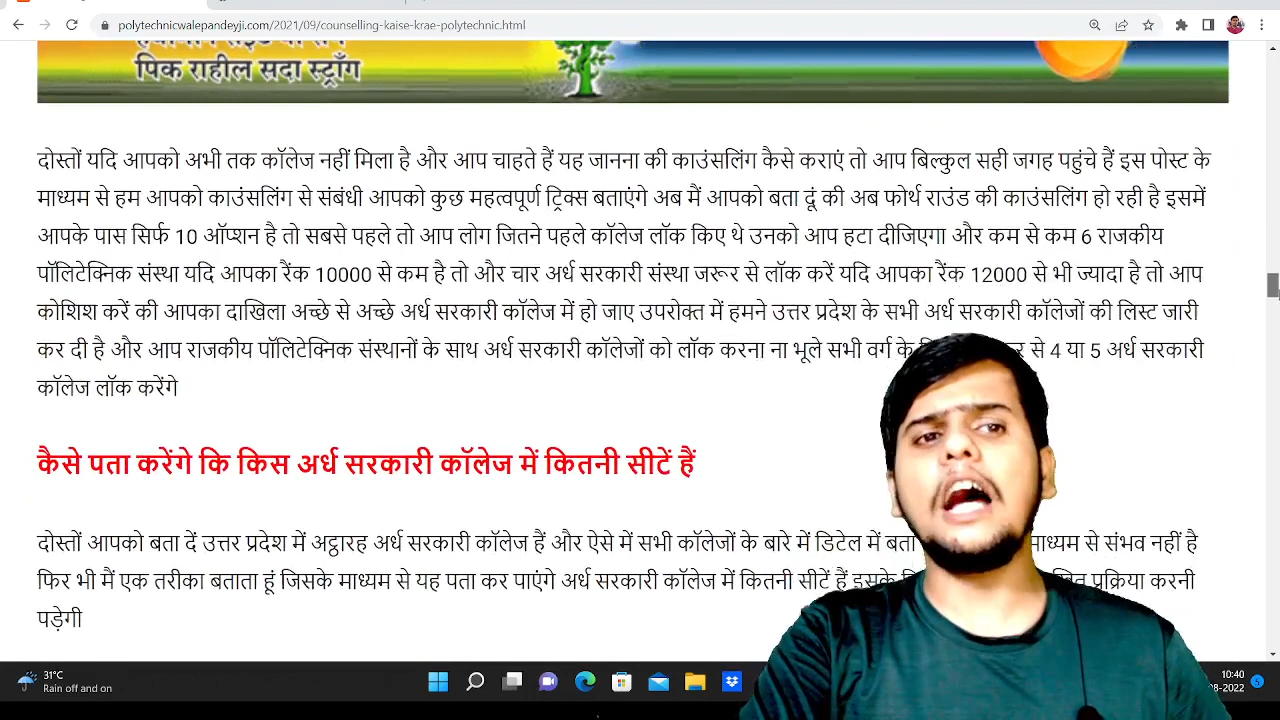 polytechnicwalepandeyji.com/2021/09/counselling-kaise-krae-polytechnic.html
पिक राहील सदा स्ट्रॉंग
दोस्तों यदि आपको अभी तक कॉलेज नहीं मिला है और आप चाहते हैं यह जानना की काउंसलिंग कैसे कराएं तो आप बिल्कुल सही जगह पहुंचे हैं इस पोस्ट के
माध्यम से हम आपको काउंसलिंग से संबंधी आपको कुछ महत्वपूर्ण ट्रिक्स बताएंगे अब मैं आपको बता दूं की अब फोर्थ राउंड की काउंसलिंग हो रही है इसमें
आपके पास सिर्फ 10 ऑप्शन है तो सबसे पहले तो आप लोग जितने पहले कॉलेज लॉक किए थे उनको आप हटा दीजिएगा और कम से कम 6 राजकीय
पॉलिटेक्निक संस्था यदि आपका रैंक 10000 से कम है तो और चार अर्ध सरकारी संस्था जरूर से लॉक करें यदि आपका रैंक 12000 से भी ज्यादा है तो आप
कोशिश करें की आपका दाखिला अच्छे से अच्छे अर्ध सरकारी कॉलेज में हो जाए उपरोक्त में हमने उत्तर प्रदेश के सभी अर्ध सरकारी कॉलेजों की लिस्ट जारी
कर दी है और आप राजकीय पॉलिटेक्निक संस्थानों के साथ अर्ध सरकारी कॉलेजों को लॉक करना ना भूले सभी वर्ग के से 4 या 5 अर्ध सरकारी
कॉलेज लॉक करेंगे
कैसे पता करेंगे कि किस अर्ध सरकारी कॉलेज में कितनी सीटें हैं
दोस्तों आपको बता दें उत्तर प्रदेश में अट्ठारह अर्ध सरकारी कॉलेज हैं और ऐसे में सभी कॉलेजों के बारे में डिटेल में माध्यम से संभव नहीं है
फिर भी मैं एक तरीका बताता हूं जिसके माध्यम से यह पता कर पाएंगे अर्ध सरकारी कॉलेज में कितनी सीटें हैं प्रक्रिया करनी
पड़ेगी
31°C
Rain off and on
10:40
08-2022
5